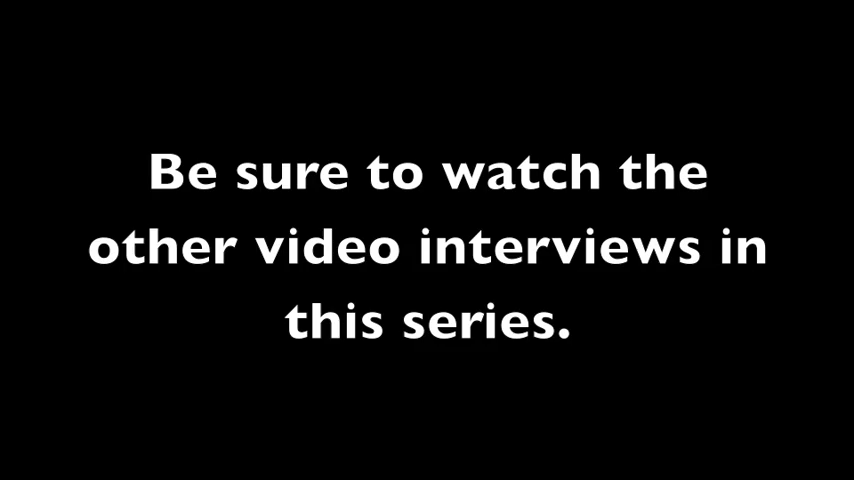 Be sure to watch the
other video interviews in
this series.